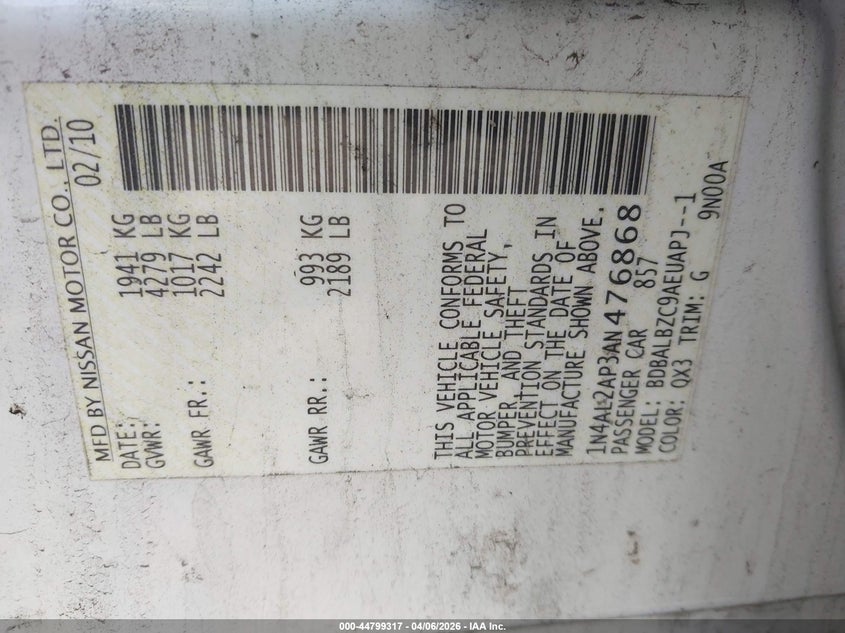 MFD BY NISSAN MOTOR CO., LTD.
DATE: 02/10
GVWR: 1941 KG
4279 LB
GAWR FR.: 1017 KG
2242 LB
GAWR RR.: 993 KG
2189 LB
THIS VEHICLE CONFORMS TO
ALL APPLICABLE FEDERAL
MOTOR VEHICLE SAFETY,
BUMPER, AND THEFT
PREVENTION STANDARDS IN
EFFECT ON THE DATE OF
MANUFACTURE SHOWN ABOVE.
1N4AL2AP3AN476868
PASSENGER CAR 857
MODEL: BDBALBZC9AEUAPJ--1
COLOR: QX3 TRIM: G 9N00A
000-44799317 - 04/06/2026 - IAA Inc.